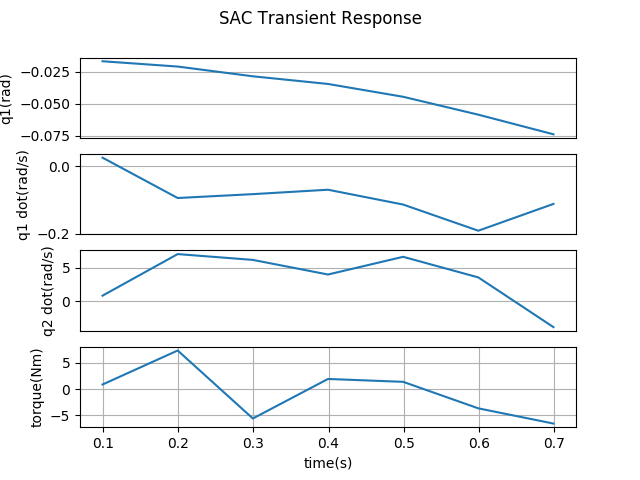 SAC Transient Response
−0.025
−0.050
−0.075
q1(rad)
0.0
−0.2
q1 dot(rad/s)
5
0
q2 dot(rad/s)
5
0
−5
torque(Nm)
0.1 0.2 0.3 0.4 0.5 0.6 0.7
time(s)